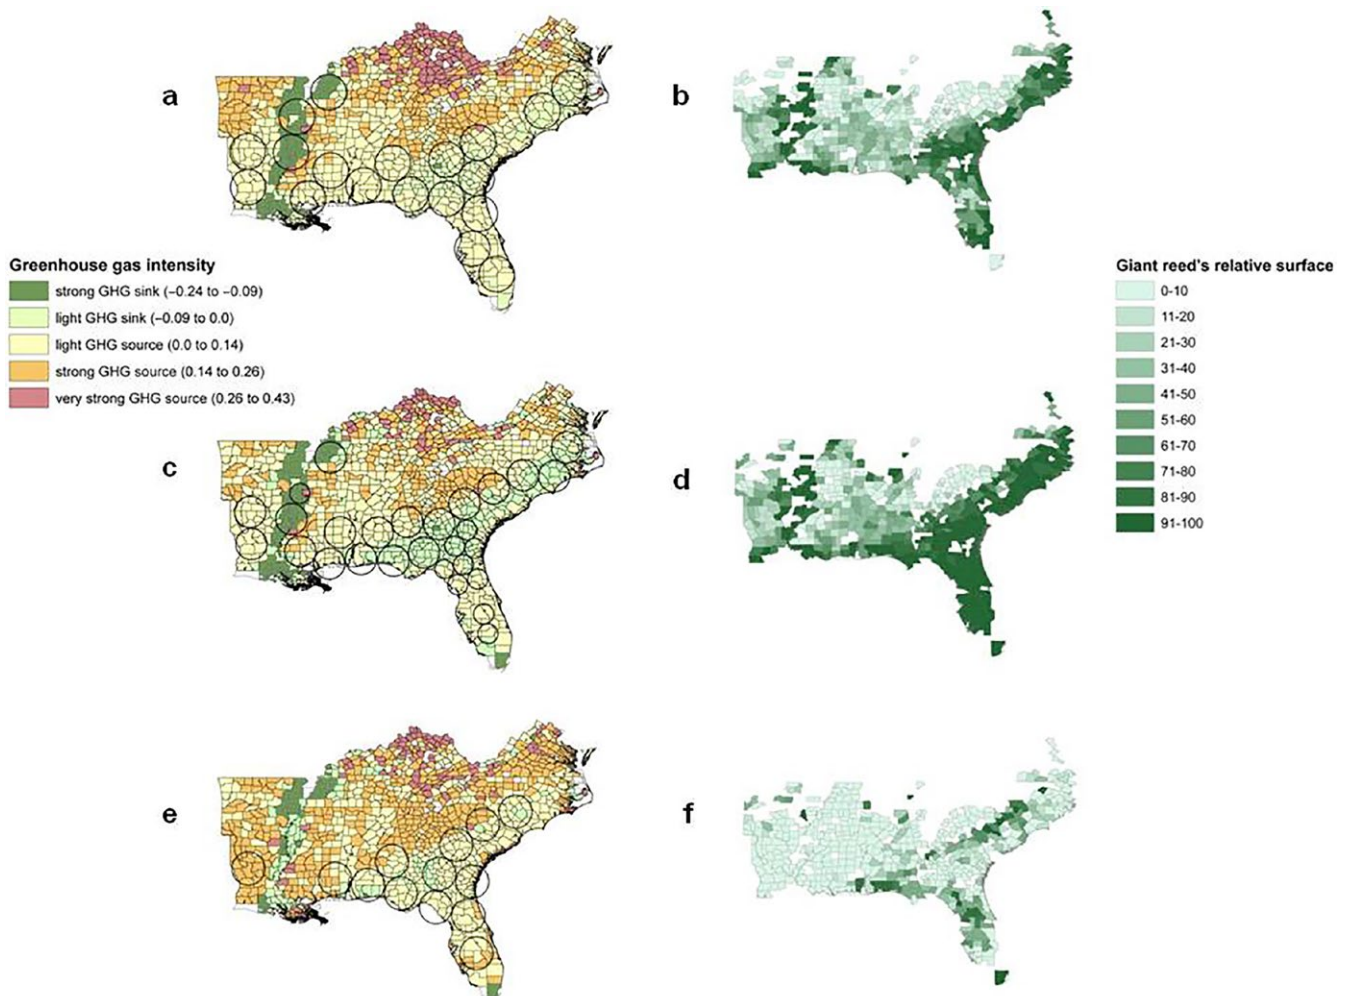 a
b
Greenhouse gas intensity
strong GHG sink (−0.24 to −0.09)
light GHG sink (−0.09 to 0.0)
light GHG source (0.0 to 0.14)
strong GHG source (0.14 to 0.26)
very strong GHG source (0.26 to 0.43)
Giant reed's relative surface
0-10
11-20
21-30
31-40
41-50
51-60
61-70
71-80
81-90
91-100
c
d
e
f